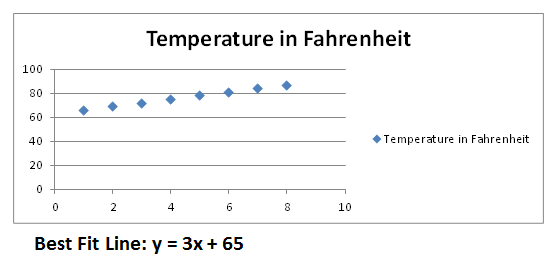 Temperature in Fahrenheit
100
80
60
40
20
0
0 2 4 6 8 10
Temperature in Fahrenheit
Best Fit Line: y = 3x + 65